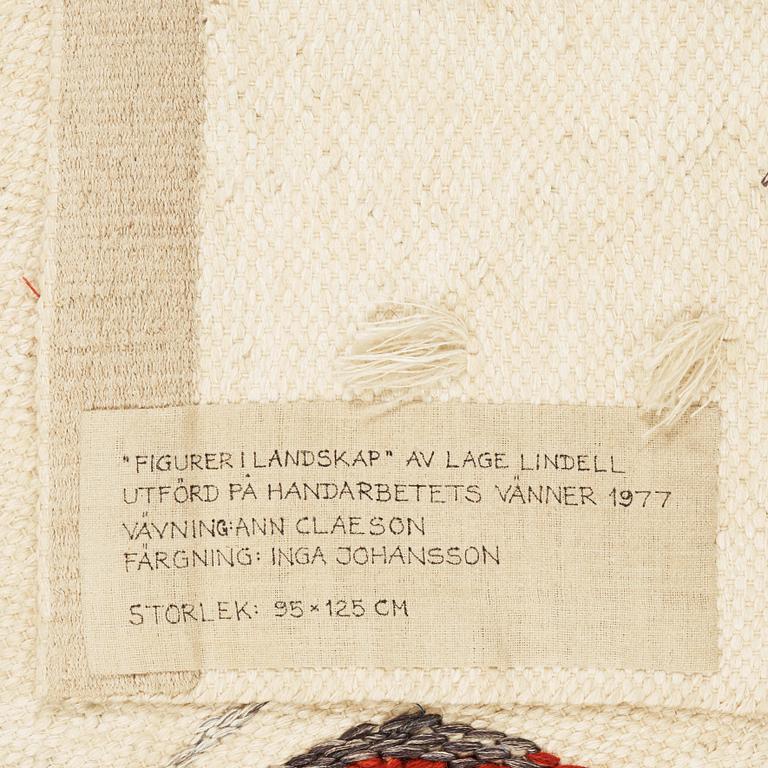 "FIGURER I LANDSKAP" AV LAGE LINDELL
UTFÖRD PÅ HANDARBETETS VÄNNER 1977
VÄVNING: ANN CLAESON
FÄRGNING: INGA JOHANSSON
STORLEK: 95 × 125 CM